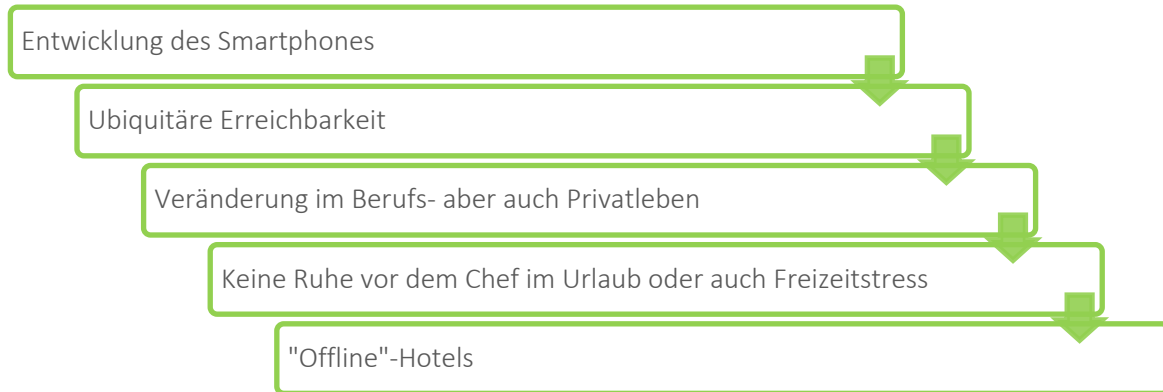 Entwicklung des Smartphones
Ubiquitäre Erreichbarkeit
Veränderung im Berufs- aber auch Privatleben
Keine Ruhe vor dem Chef im Urlaub oder auch Freizeitstress
"Offline"-Hotels